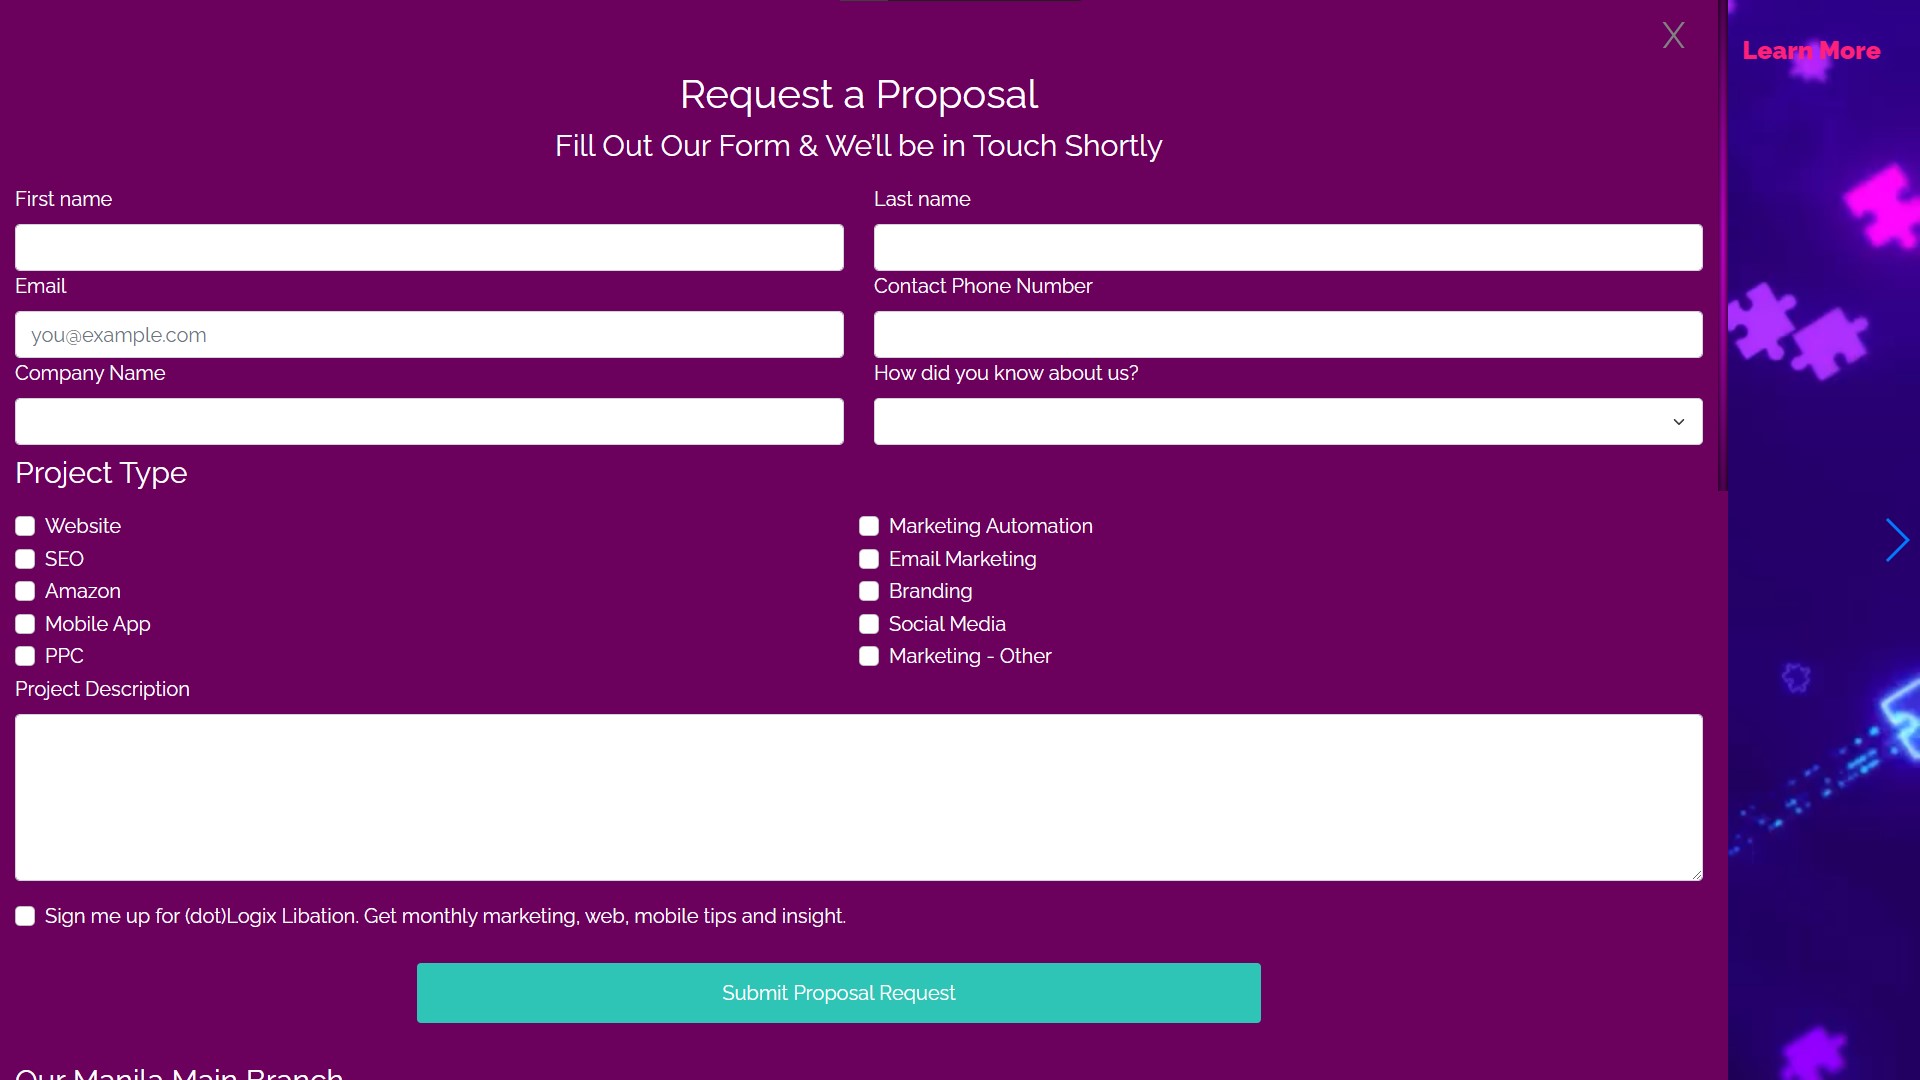 X
Learn More
Request a Proposal
Fill Out Our Form & We'll be in Touch Shortly
First name
Last name
Email
Contact Phone Number
you@example.com
Company Name
How did you know about us?
Project Type
Website
Marketing Automation
SEO
Email Marketing
Amazon
Branding
Mobile App
Social Media
PPC
Marketing - Other
Project Description
Sign me up for (dot)Logix Libation. Get monthly marketing, web, mobile tips and insight.
Submit Proposal Request
Our Manila Main Branch